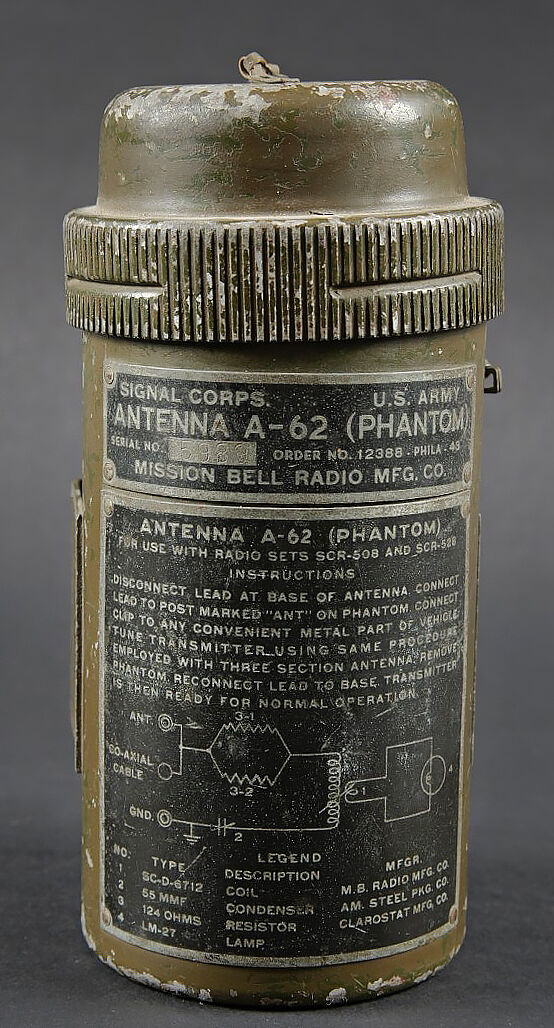 SIGNAL CORPS. U.S. ARMY
ANTENNA A-62 (PHANTOM)
SERIAL NO. ORDER NO. 12388-PHILA-43
MISSION BELL RADIO MFG. CO.
ANTENNA A-62 (PHANTOM)
FOR USE WITH RADIO SETS SCR-508 AND SCR-528
INSTRUCTIONS
DISCONNECT LEAD AT BASE OF ANTENNA. CONNECT
LEAD TO POST MARKED "ANT" ON PHANTOM. CONNECT
CLIP TO ANY CONVENIENT METAL PART OF VEHICLE.
TUNE TRANSMITTER USING SAME PROCEDURE
EMPLOYED WITH THREE SECTION ANTENNA. REMOVE
PHANTOM. RECONNECT LEAD TO BASE. TRANSMITTER
IS THEN READY FOR NORMAL OPERATION.
ANT. 3-1
CO-AXIAL
CABLE
3-2
1 4
GND. 2
LEGEND
NO. TYPE DESCRIPTION MFGR.
1 SC-D-6712 COIL M.B. RADIO MFG. CO.
2 55 MMF CONDENSER AM. STEEL PKG. CO.
3 124 OHMS RESISTOR CLAROSTAT MFG. CO.
4 LM-27 LAMP